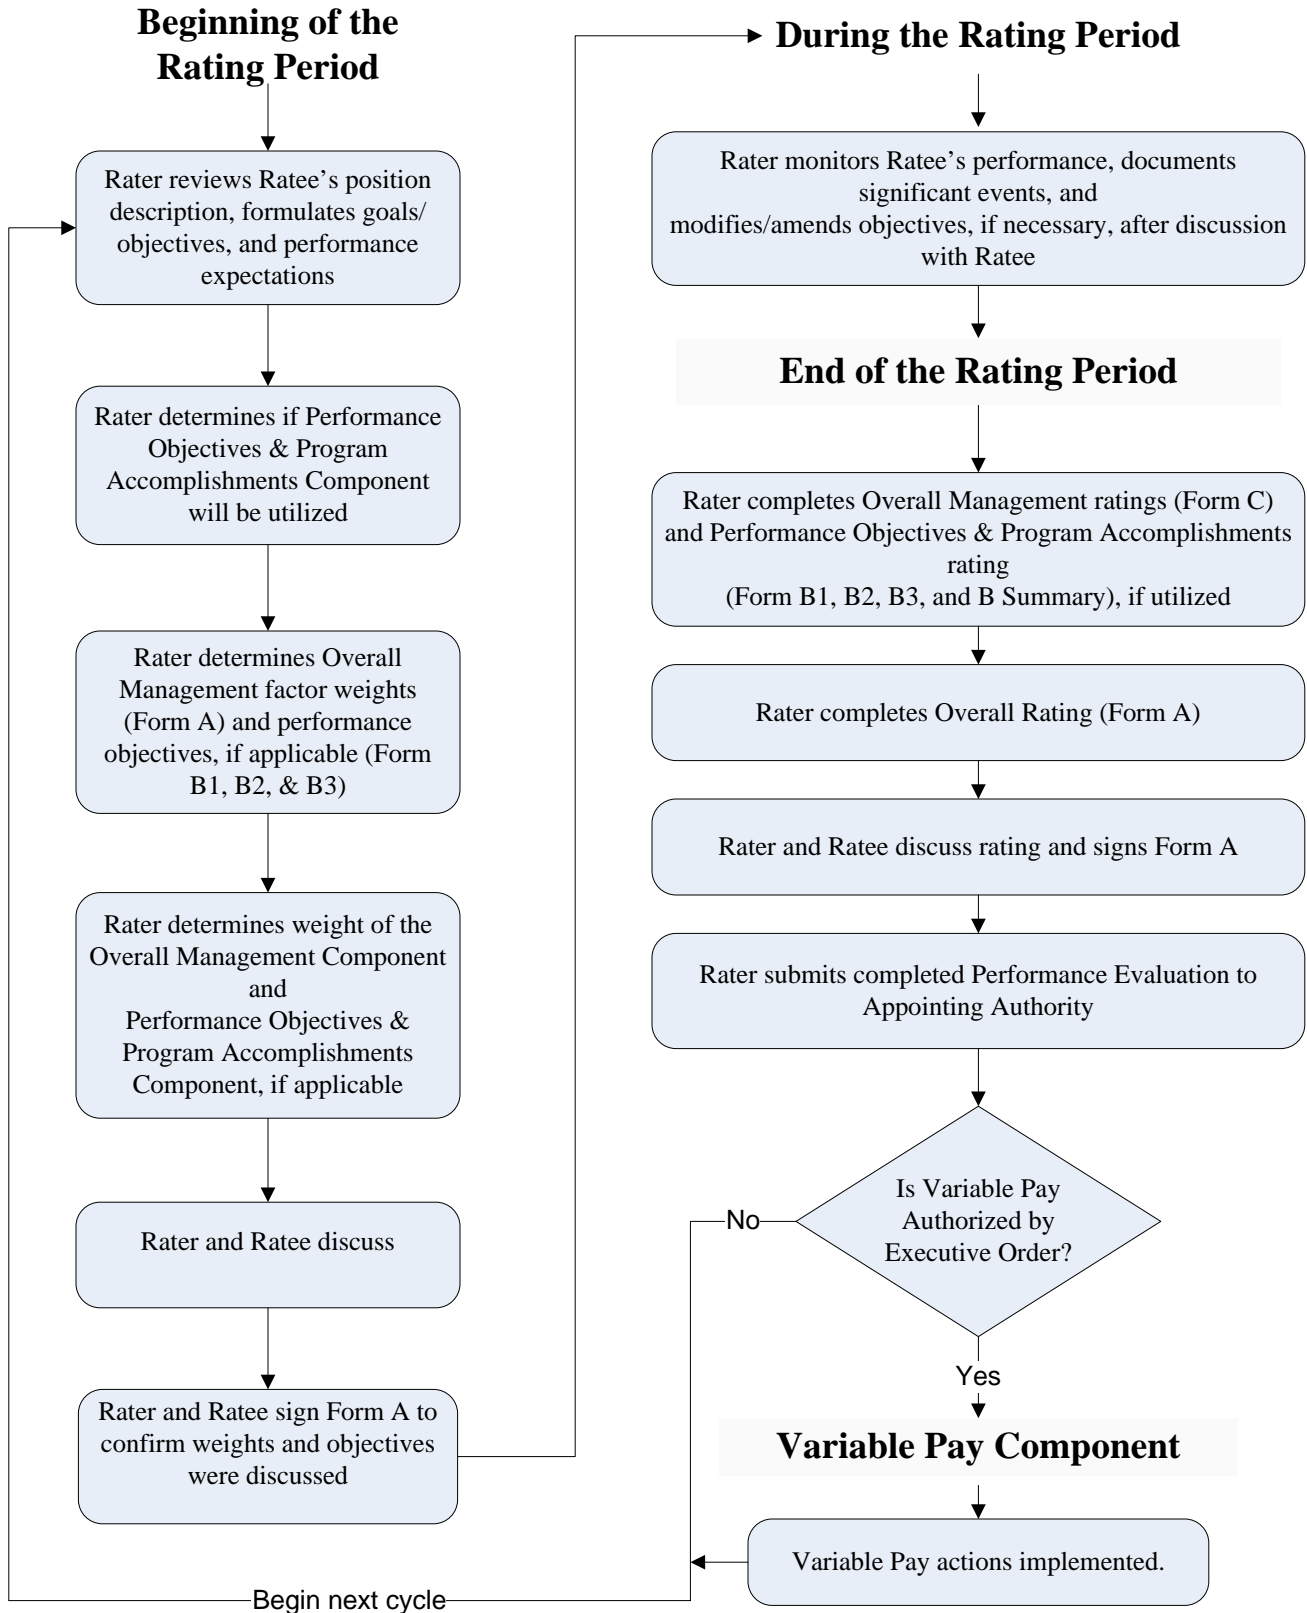 Beginning of the
Rating Period
Rater reviews Ratee’s position
description, formulates goals/
objectives, and performance
expectations
Rater determines if Performance
Objectives & Program
Accomplishments Component
will be utilized
Rater determines Overall
Management factor weights
(Form A) and performance
objectives, if applicable (Form
B1, B2, & B3)
Rater determines weight of the
Overall Management Component
and
Performance Objectives &
Program Accomplishments
Component, if applicable
Rater and Ratee discuss
Rater and Ratee sign Form A to
confirm weights and objectives
were discussed
During the Rating Period
Rater monitors Ratee’s performance, documents
significant events, and
modifies/amends objectives, if necessary, after discussion
with Ratee
End of the Rating Period
Rater completes Overall Management ratings (Form C)
and Performance Objectives & Program Accomplishments
rating
(Form B1, B2, B3, and B Summary), if utilized
Rater completes Overall Rating (Form A)
Rater and Ratee discuss rating and signs Form A
Rater submits completed Performance Evaluation to
Appointing Authority
Is Variable Pay
Authorized by
Executive Order?
No
Yes
Variable Pay Component
Variable Pay actions implemented.
Begin next cycle